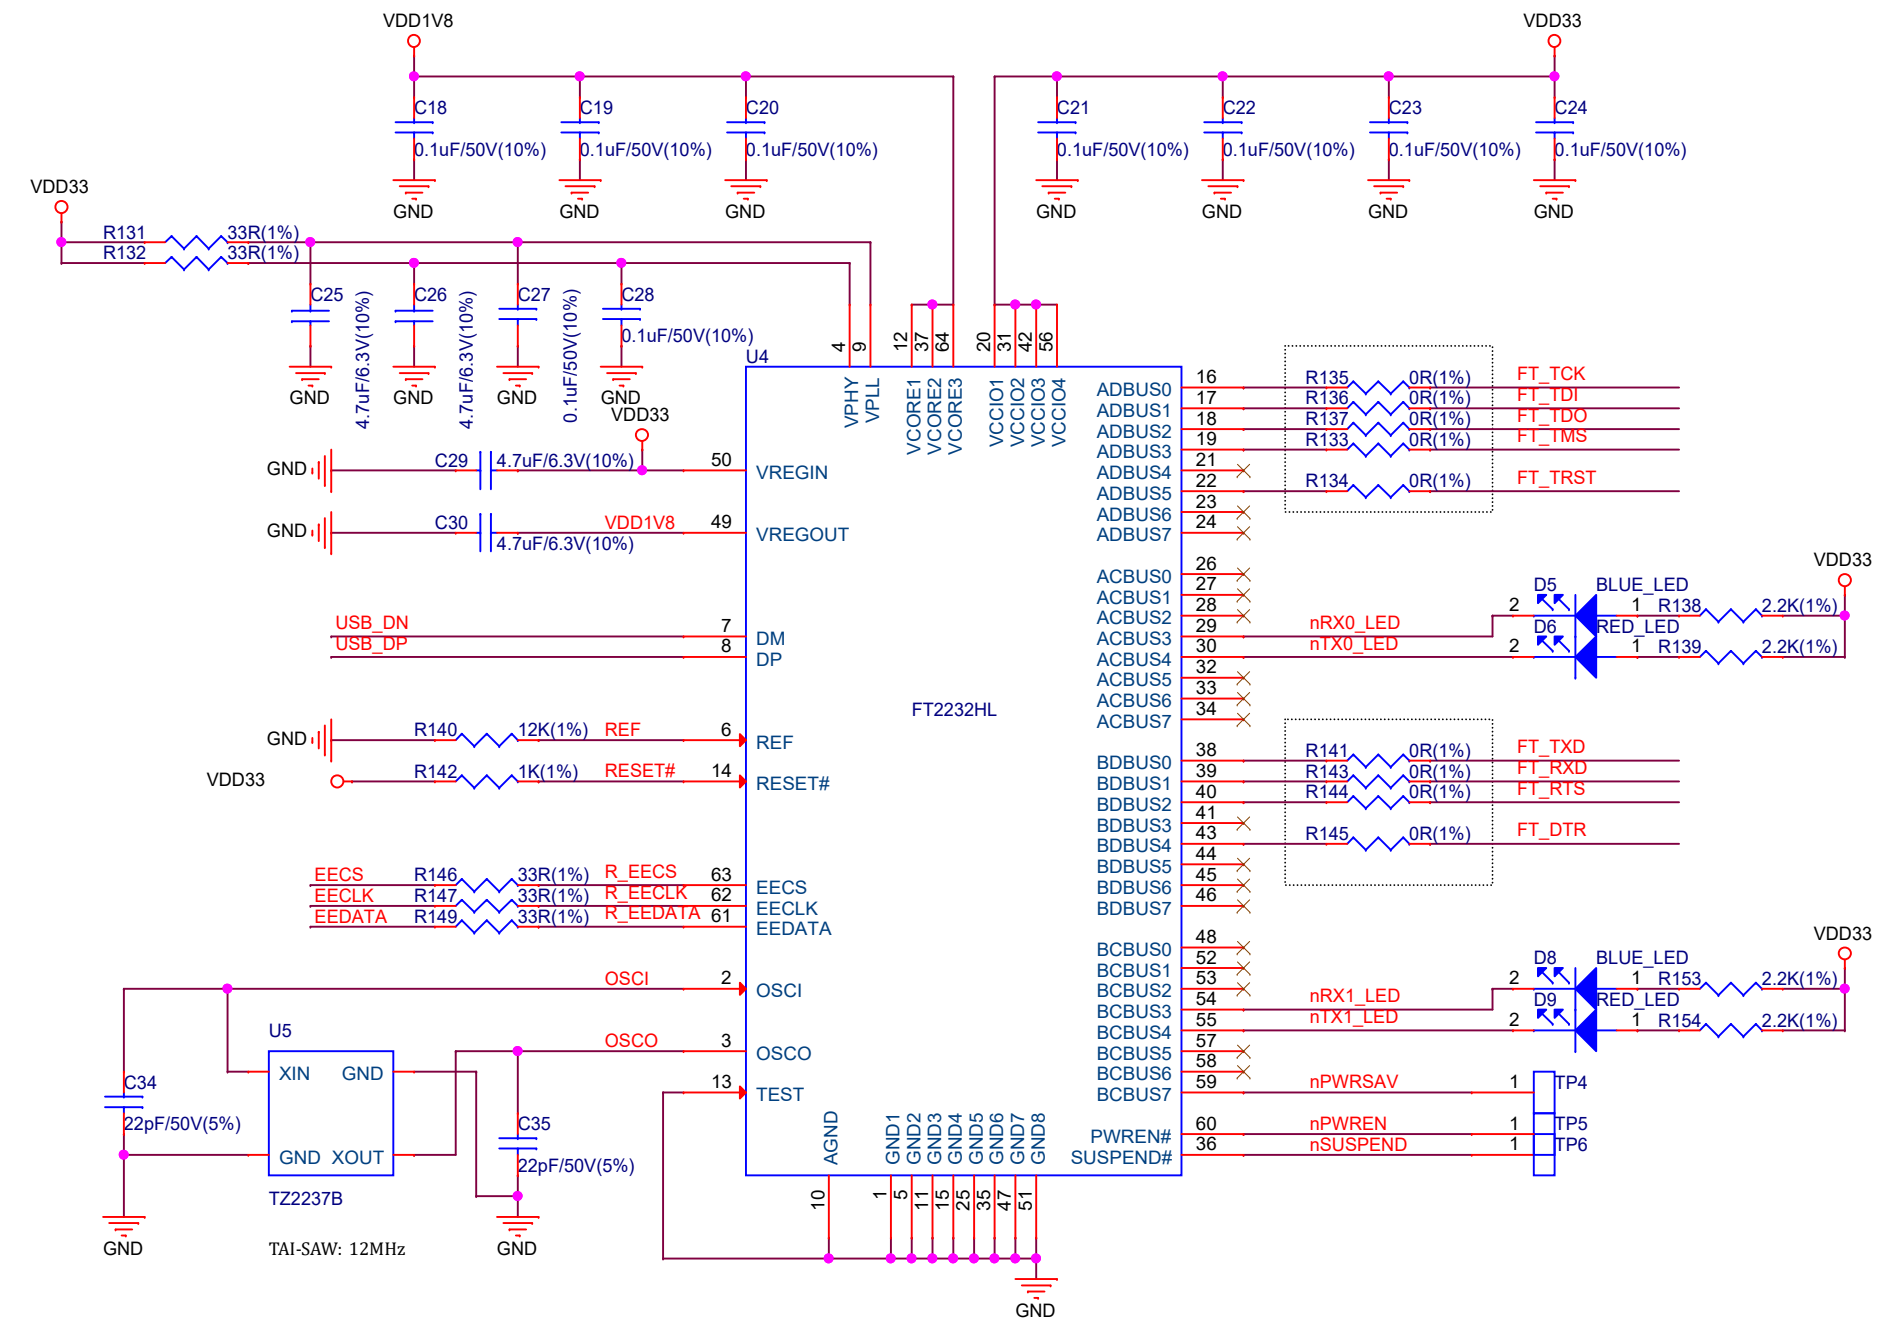 VDD1V8
VDD33
C18
C19
C20
C21
C22
C23
C24
0.1uF/50V(10%)
0.1uF/50V(10%)
0.1uF/50V(10%)
0.1uF/50V(10%)
0.1uF/50V(10%)
0.1uF/50V(10%)
0.1uF/50V(10%)
GND
GND
GND
GND
GND
GND
GND
VDD33
R131 33R(1%)
R132 33R(1%)
C25 4.7uF/6.3V(10%)
C26 4.7uF/6.3V(10%)
C27 0.1uF/50V(10%)
C28 0.1uF/50V(10%)
GND
GND
GND
GND
VDD33
U4
4 VPHY
9 VPLL
12 VCORE1
37 VCORE2
64 VCORE3
20 VCCIO1
31 VCCIO2
42 VCCIO3
56 VCCIO4
GND C29 4.7uF/6.3V(10%) 50 VREGIN
GND C30 4.7uF/6.3V(10%) VDD1V8 49 VREGOUT
USB_DN 7 DM
USB_DP 8 DP
FT2232HL
GND R140 12K(1%) REF 6 REF
VDD33 R142 1K(1%) RESET# 14 RESET#
EECS R146 33R(1%) R_EECS 63 EECS
EECLK R147 33R(1%) R_EECLK 62 EECLK
EEDATA R149 33R(1%) R_EEDATA 61 EEDATA
OSCI 2 OSCI
OSCO 3 OSCO
13 TEST
U5
XIN GND
GND XOUT
TZ2237B
TAI-SAW: 12MHz
C34
22pF/50V(5%)
GND
C35
22pF/50V(5%)
GND
ADBUS0 16 R135 0R(1%) FT_TCK
ADBUS1 17 R136 0R(1%) FT_TDI
ADBUS2 18 R137 0R(1%) FT_TDO
ADBUS3 19 R133 0R(1%) FT_TMS
ADBUS4 21
ADBUS5 22 R134 0R(1%) FT_TRST
ADBUS6 23
ADBUS7 24
ACBUS0 26
ACBUS1 27
ACBUS2 28
ACBUS3 29 nRX0_LED 2 D5 BLUE_LED 1 R138 2.2K(1%) VDD33
ACBUS4 30 nTX0_LED 2 D6 RED_LED 1 R139 2.2K(1%)
ACBUS5 32
ACBUS6 33
ACBUS7 34
BDBUS0 38 R141 0R(1%) FT_TXD
BDBUS1 39 R143 0R(1%) FT_RXD
BDBUS2 40 R144 0R(1%) FT_RTS
BDBUS3 41
BDBUS4 43 R145 0R(1%) FT_DTR
BDBUS5 44
BDBUS6 45
BDBUS7 46
BCBUS0 48
BCBUS1 52
BCBUS2 53
BCBUS3 54 nRX1_LED 2 D8 BLUE_LED 1 R153 2.2K(1%) VDD33
BCBUS4 55 nTX1_LED 2 D9 RED_LED 1 R154 2.2K(1%)
BCBUS5 57
BCBUS6 58
BCBUS7 59 nPWRSAV 1 TP4
PWREN# 60 nPWREN 1 TP5
SUSPEND# 36 nSUSPEND 1 TP6
AGND 10
GND1 1
GND2 5
GND3 11
GND4 15
GND5 25
GND6 35
GND7 47
GND8 51
GND